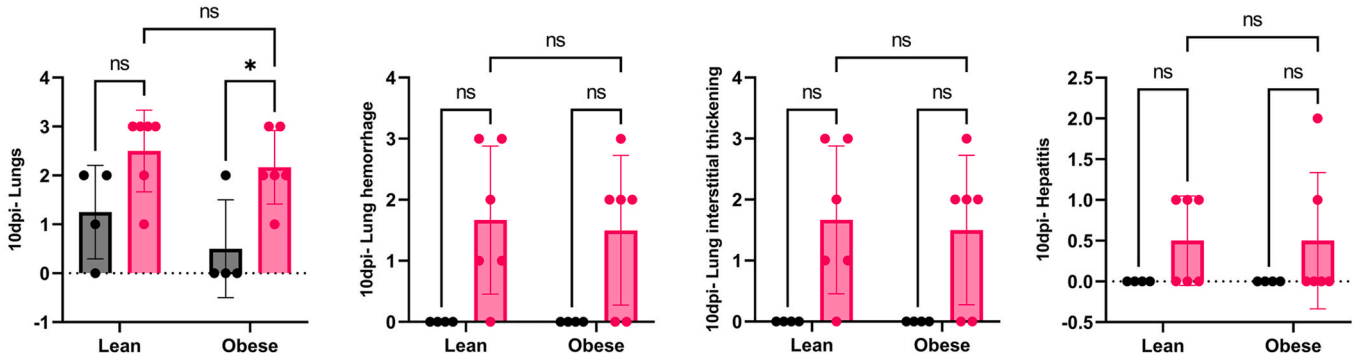 ns
ns
*
10dpi- Lungs
4
3
2
1
0
-1
Lean
Obese
ns
ns
ns
10dpi- Lung hemorrhage
4
3
2
1
0
Lean
Obese
ns
ns
ns
10dpi- Lung interstitial thickening
4
3
2
1
0
Lean
Obese
ns
ns
ns
10dpi- Hepatitis
2.5
2.0
1.5
1.0
0.5
0.0
-0.5
Lean
Obese